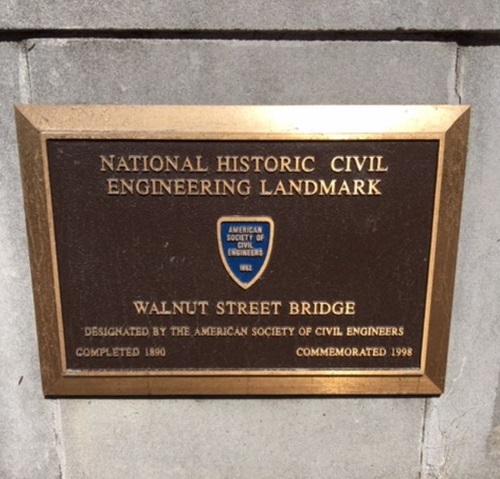 NATIONAL HISTORIC CIVIL
ENGINEERING LANDMARK
AMERICAN
SOCIETY OF
CIVIL
ENGINEERS
1852
WALNUT STREET BRIDGE
DESIGNATED BY THE AMERICAN SOCIETY OF CIVIL ENGINEERS
COMPLETED 1890 COMMEMORATED 1998